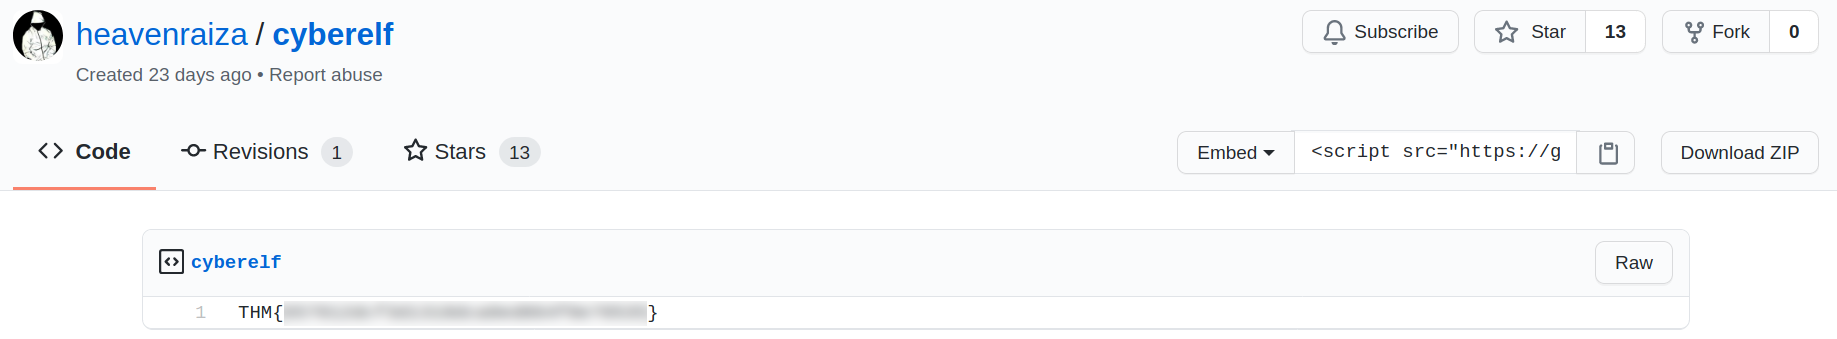 heavenraiza / cyberelf
Subscribe
Star 13
Fork 0
Created 23 days ago • Report abuse
Code
Revisions 1
Stars 13
Embed
<script src="https://g
Download ZIP
cyberelf
Raw
1 THM{ }